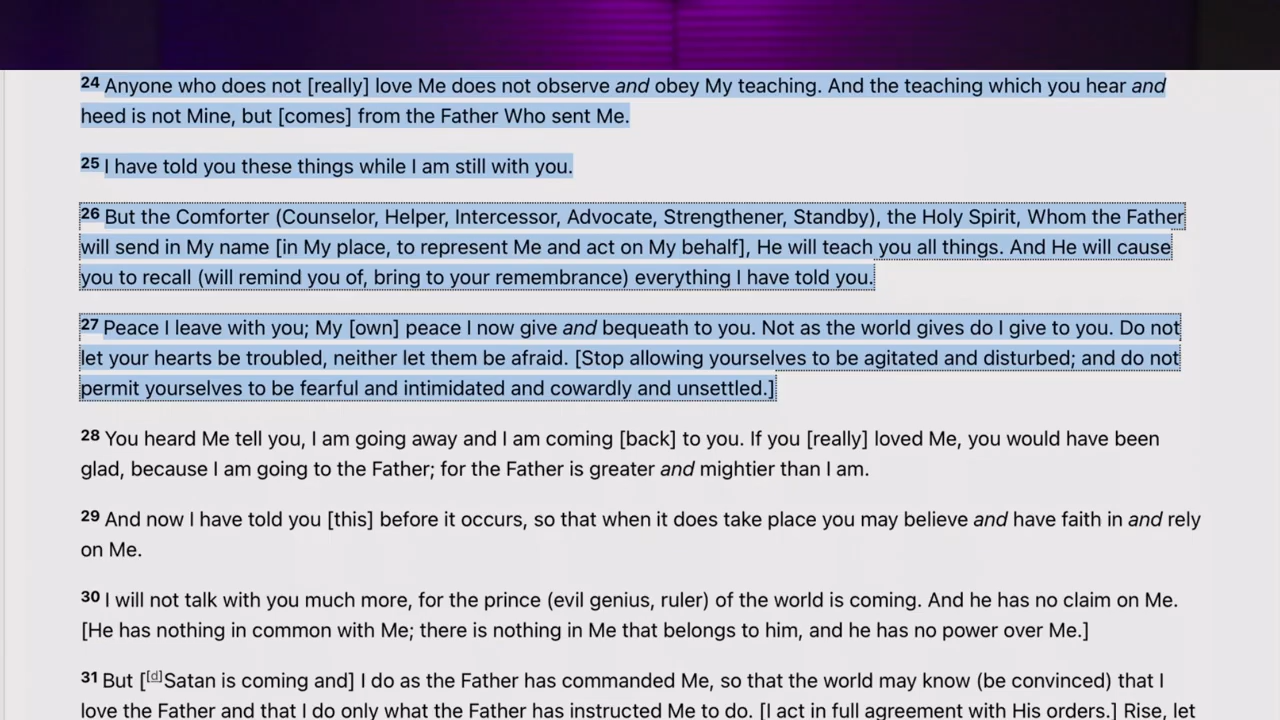 24 Anyone who does not [really] love Me does not observe and obey My teaching. And the teaching which you hear and
heed is not Mine, but [comes] from the Father Who sent Me.
25 I have told you these things while I am still with you.
26 But the Comforter (Counselor, Helper, Intercessor, Advocate, Strengthener, Standby), the Holy Spirit, Whom the Father
will send in My name [in My place, to represent Me and act on My behalf], He will teach you all things. And He will cause
you to recall (will remind you of, bring to your remembrance) everything I have told you.
27 Peace I leave with you; My [own] peace I now give and bequeath to you. Not as the world gives do I give to you. Do not
let your hearts be troubled, neither let them be afraid. [Stop allowing yourselves to be agitated and disturbed; and do not
permit yourselves to be fearful and intimidated and cowardly and unsettled.]
28 You heard Me tell you, I am going away and I am coming [back] to you. If you [really] loved Me, you would have been
glad, because I am going to the Father; for the Father is greater and mightier than I am.
29 And now I have told you [this] before it occurs, so that when it does take place you may believe and have faith in and rely
on Me.
30 I will not talk with you much more, for the prince (evil genius, ruler) of the world is coming. And he has no claim on Me.
[He has nothing in common with Me; there is nothing in Me that belongs to him, and he has no power over Me.]
31 But [[d]Satan is coming and] I do as the Father has commanded Me, so that the world may know (be convinced) that I
love the Father and that I do only what the Father has instructed Me to do. [I act in full agreement with His orders.] Rise, let